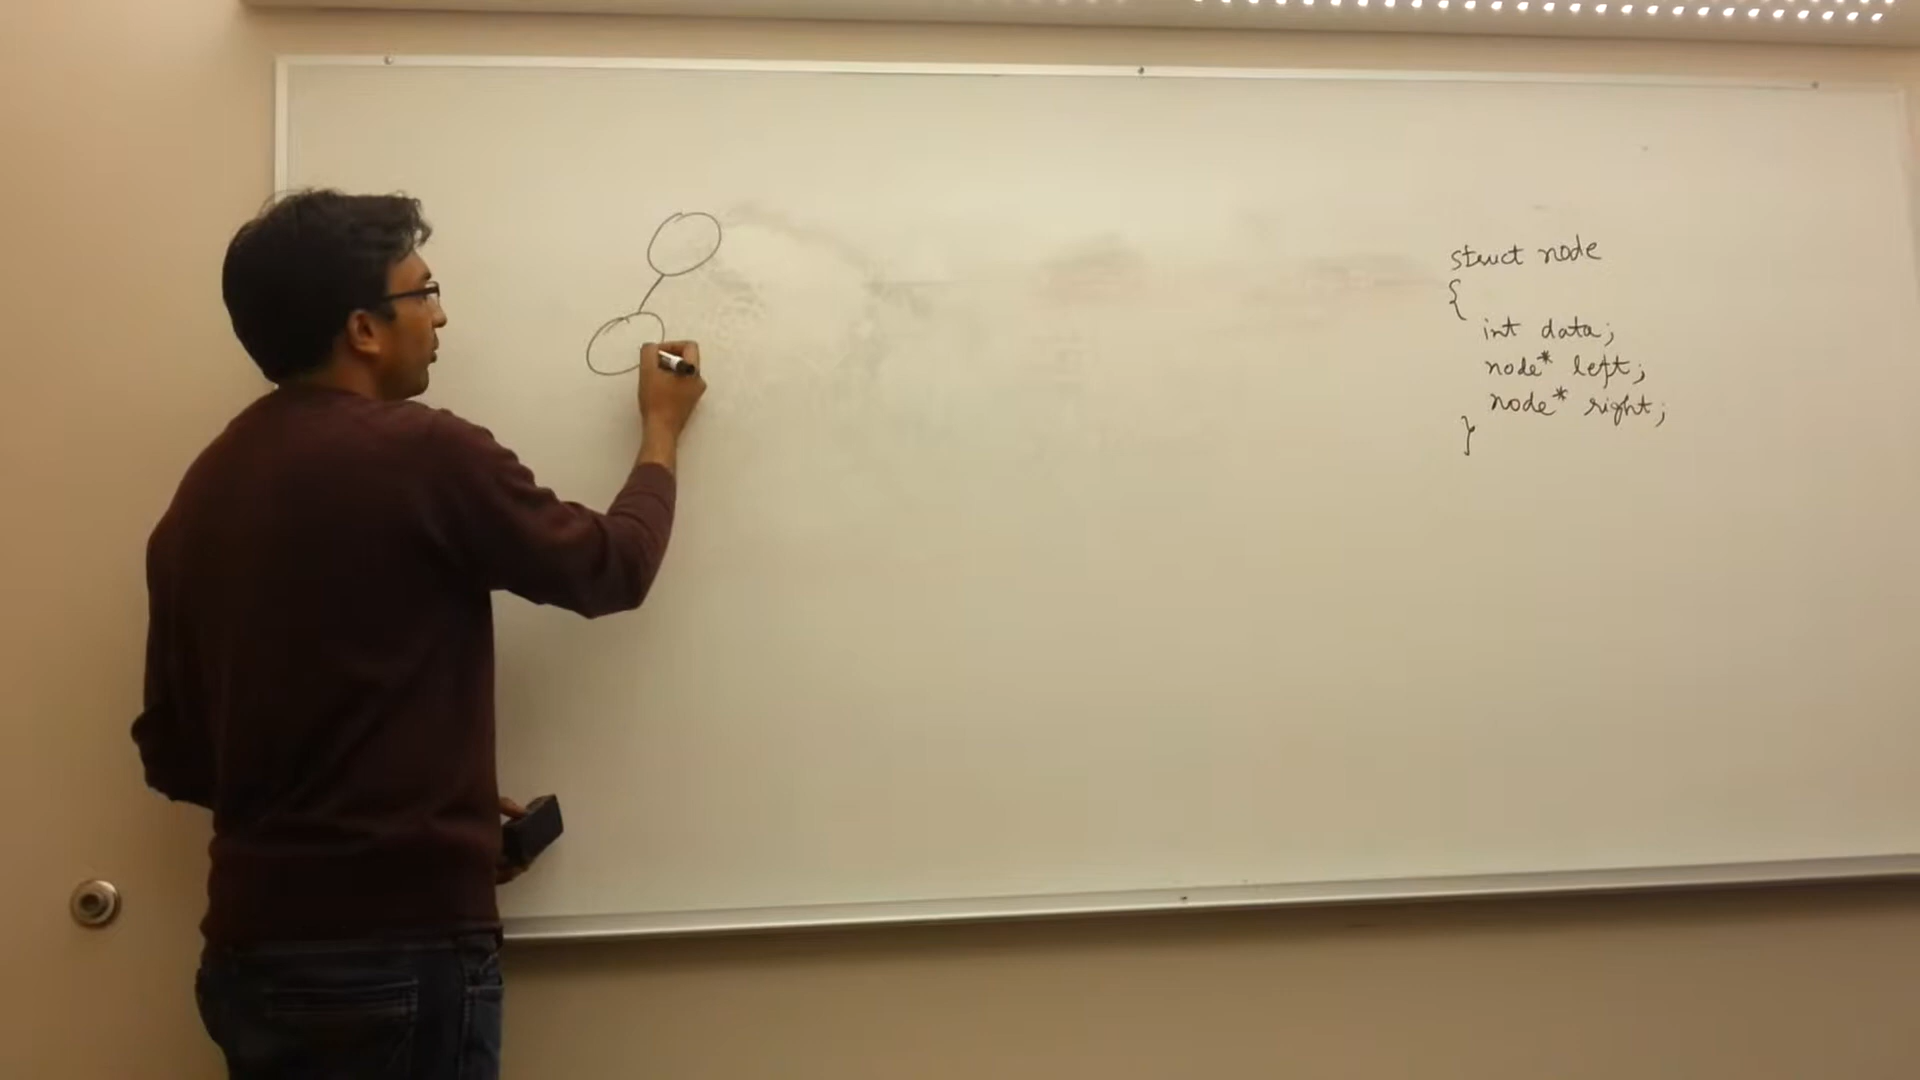 struct node
{
int data;
node* left;
node* right;
}